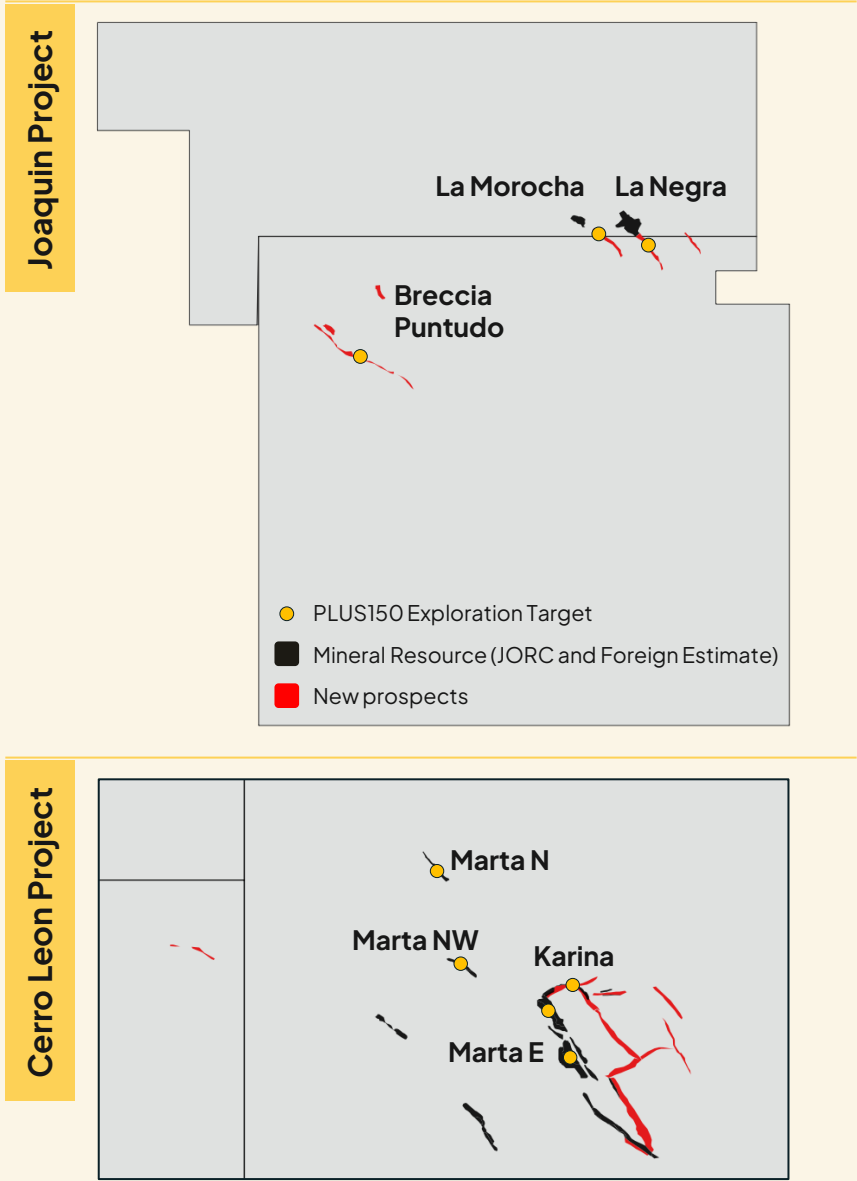 Joaquin Project
La Morocha
La Negra
Breccia
Puntudo
PLUS150 Exploration Target
Mineral Resource (JORC and Foreign Estimate)
New prospects
Cerro Leon Project
Marta N
Marta NW
Karina
Marta E